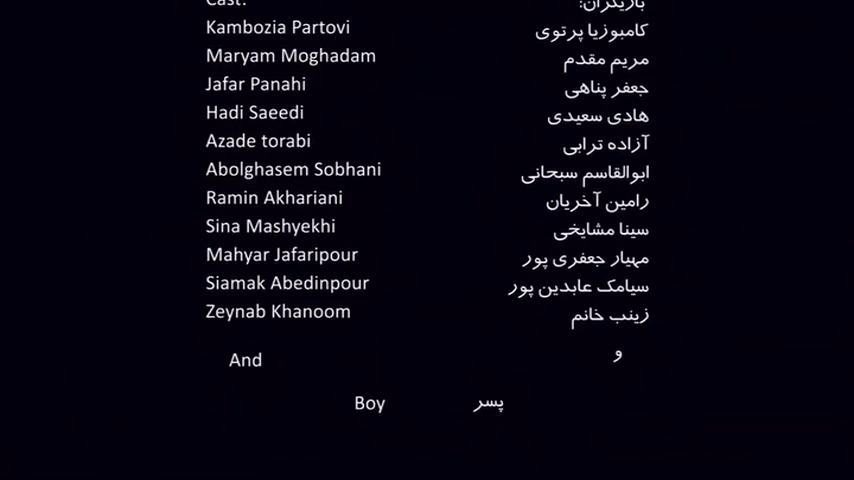 Cast: بازیگران:
Kambozia Partovi کامبوزیا پرتوی
Maryam Moghadam مریم مقدم
Jafar Panahi جعفر پناهی
Hadi Saeedi هادی سعیدی
Azade torabi آزاده ترابی
Abolghasem Sobhani ابوالقاسم سبحانی
Ramin Akhariani رامین آخریان
Sina Mashyekhi سینا مشایخی
Mahyar Jafaripour مهیار جعفری پور
Siamak Abedinpour سیامک عابدین پور
Zeynab Khanoom زینب خانم
And و
Boy پسر